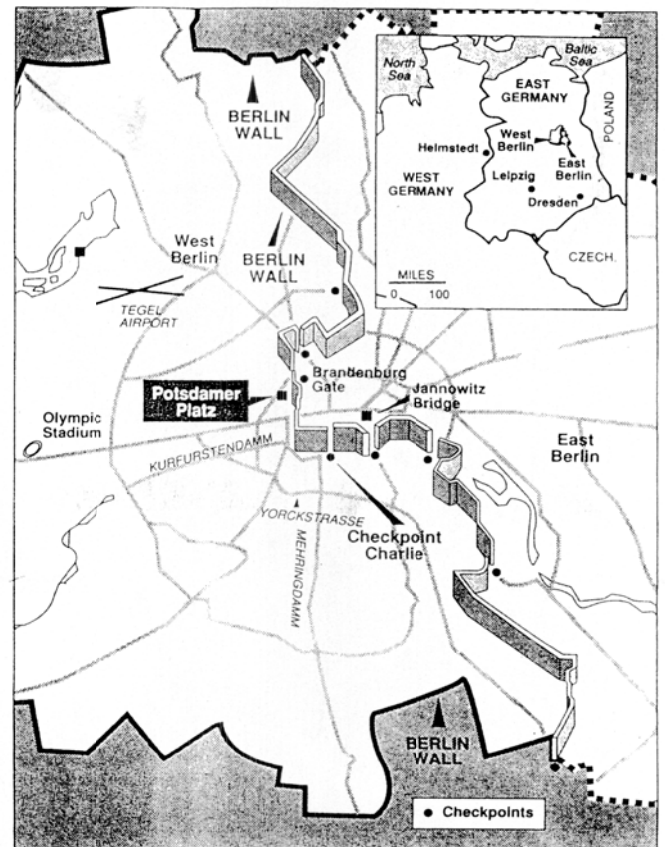 BERLIN
WALL
North
Sea
Baltic
Sea
EAST
GERMANY
POLAND
West
Berlin
Helmstedt
East
Berlin
WEST
GERMANY
Leipzig
Dresden
CZECH.
MILES
0 100
West
Berlin
BERLIN
WALL
TEGEL
AIRPORT
Brandenburg
Gate
Potsdamer
Platz
Jannowitz
Bridge
Olympic
Stadium
KURFURSTENDAMM
East
Berlin
YORCKSTRASSE
MEHRINGDAMM
Checkpoint
Charlie
BERLIN
WALL
Checkpoints